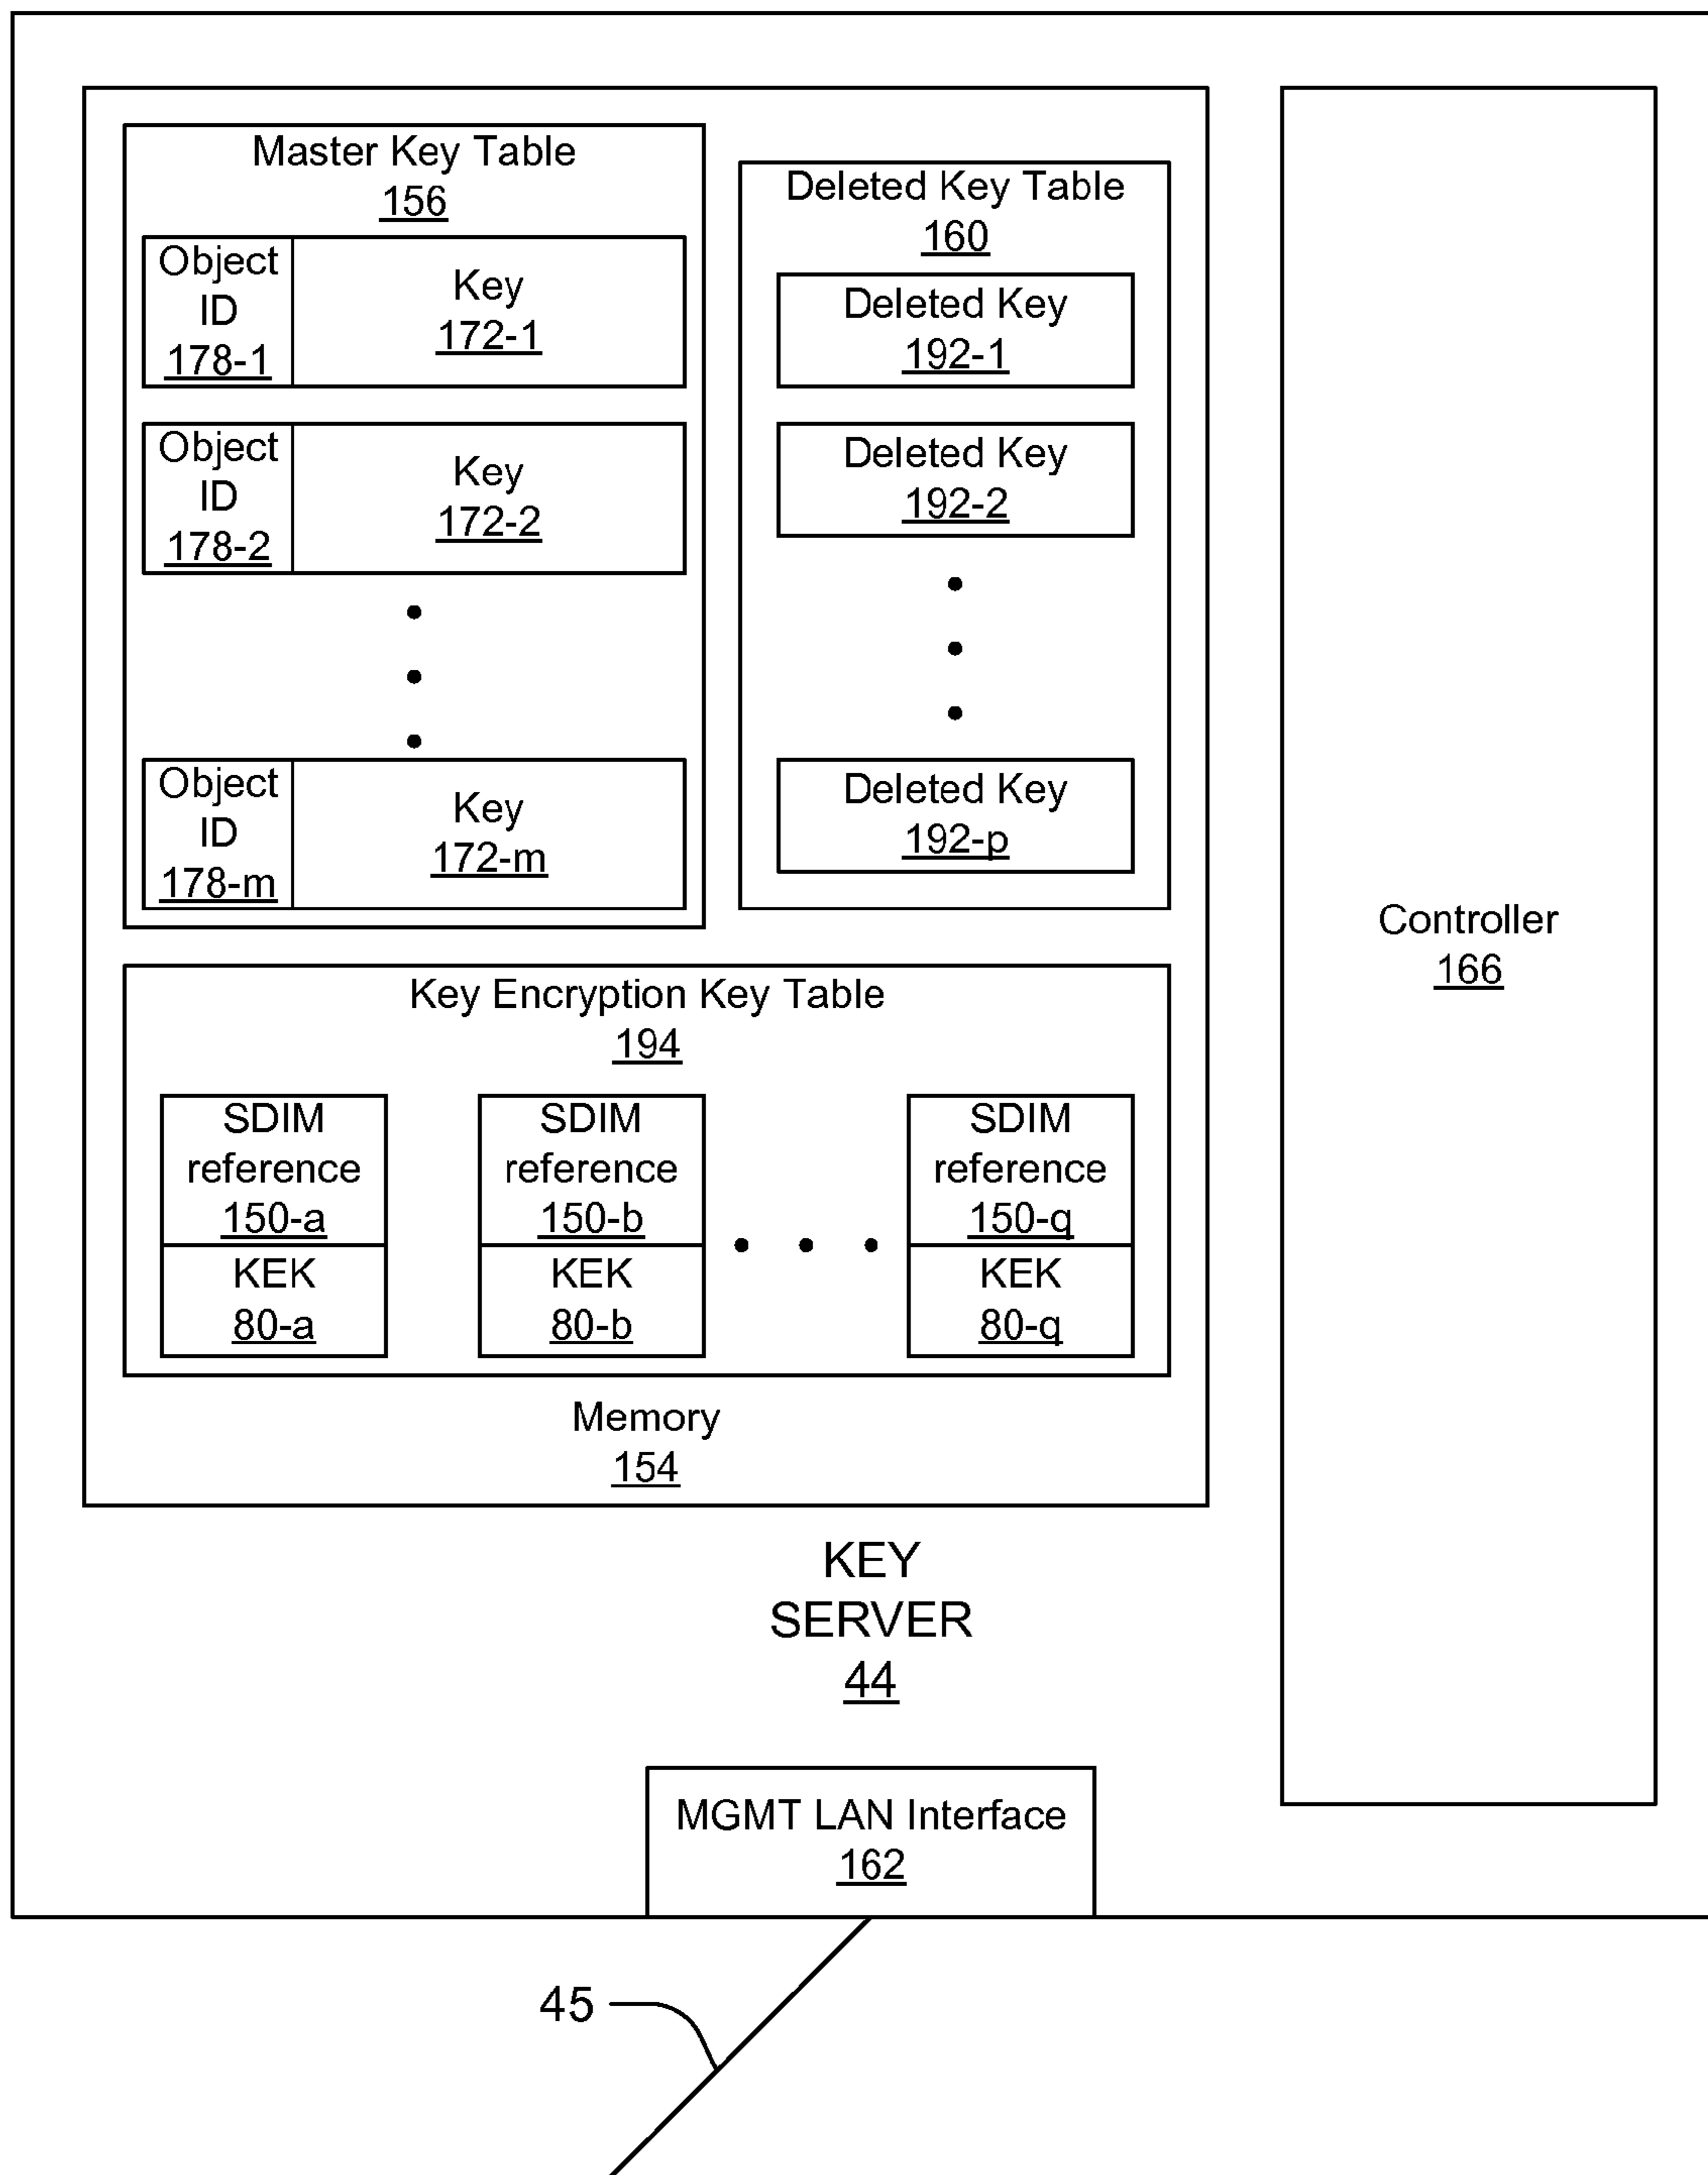 Master Key Table
156
Object
ID
178-1
Key
172-1
Object
ID
178-2
Key
172-2
Object
ID
178-m
Key
172-m
Deleted Key Table
160
Deleted Key
192-1
Deleted Key
192-2
Deleted Key
192-p
Key Encryption Key Table
194
SDIM
reference
150-a
KEK
80-a
SDIM
reference
150-b
KEK
80-b
SDIM
reference
150-q
KEK
80-q
Memory
154
Controller
166
KEY
SERVER
44
MGMT LAN Interface
162
45